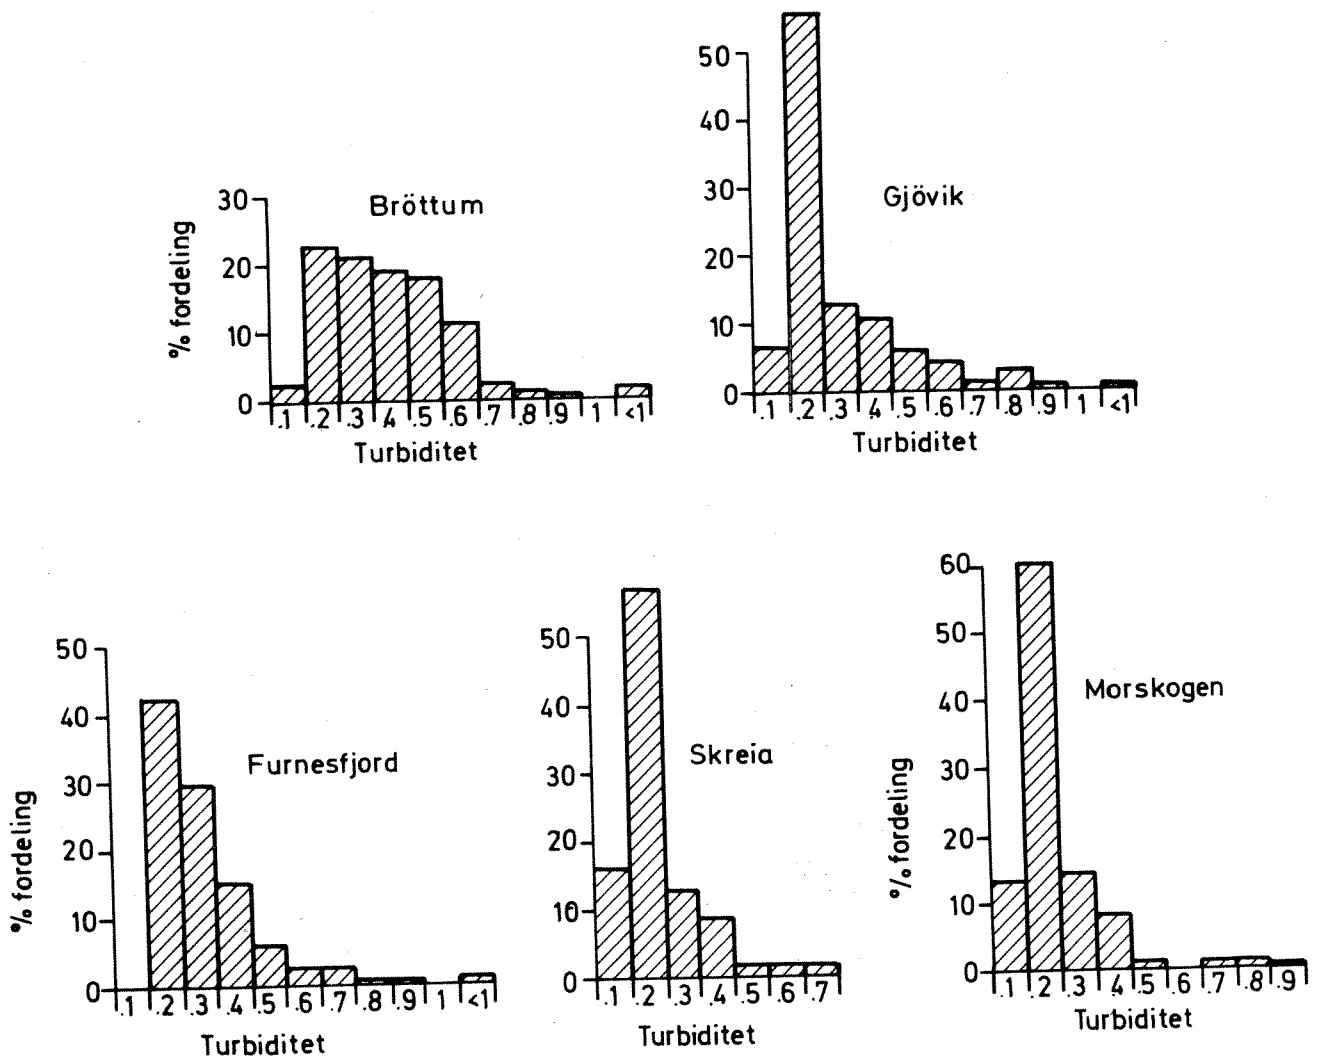 Bröttum
% fordeling
30
20
10
0
.1 .2 .3 .4 .5 .6 .7 .8 .9 1 <1
Turbiditet
Gjövik
50
40
30
20
10
0
.1 .2 .3 .4 .5 .6 .7 .8 .9 1 <1
Turbiditet
Furnesfjord
% fordeling
50
40
30
20
10
0
.1 .2 .3 .4 .5 .6 .7 .8 .9 1 <1
Turbiditet
Skreia
50
40
30
20
10
0
.1 .2 .3 .4 .5 .6 .7
Turbiditet
Morskogen
% fordeling
60
50
40
30
20
10
0
.1 .2 .3 .4 .5 .6 .7 .8 .9
Turbiditet